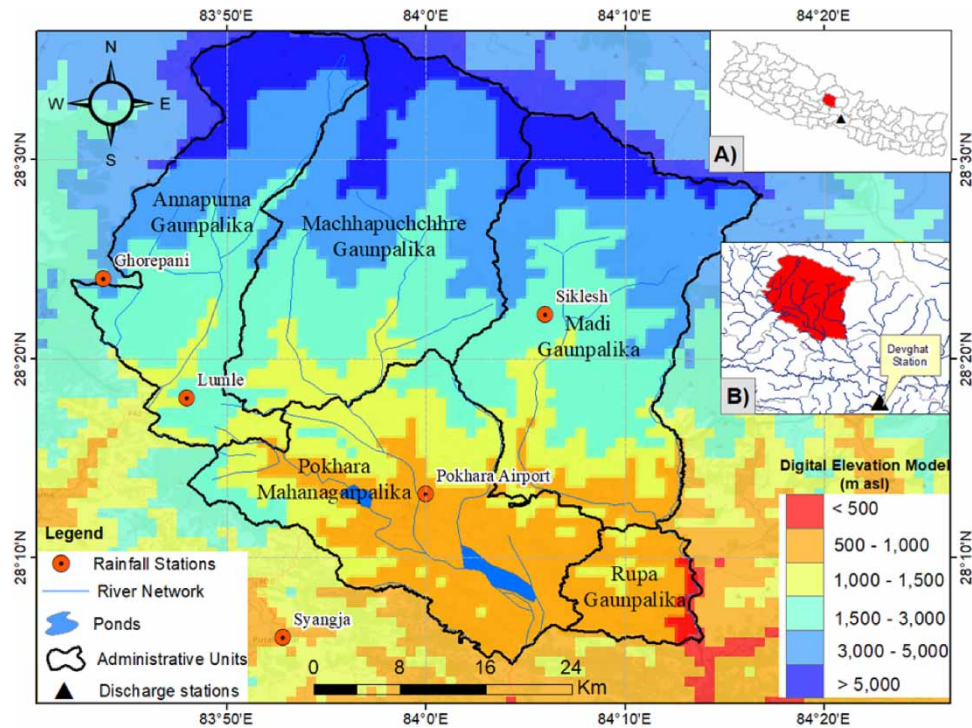 83°50'E 84°0'E 84°10'E 84°20'E
N
W E
S
A)
28°30'N
28°30'N
Annapurna
Gaunpalika
Machhapuchchhre
Gaunpalika
Ghorepani
Siklesh
Madi
Gaunpalika
Devghat
Station
B)
28°20'N
28°20'N
Lumle
Pokhara
Mahanagarpalika
Pokhara Airport
Rupa
Gaunpalika
Syangja
28°10'N
28°10'N
Legend
Rainfall Stations
River Network
Ponds
Administrative Units
Discharge stations
0 8 16 24
Km
Digital Elevation Model
(m asl)
< 500
500 - 1,000
1,000 - 1,500
1,500 - 3,000
3,000 - 5,000
> 5,000
83°50'E 84°0'E 84°10'E 84°20'E